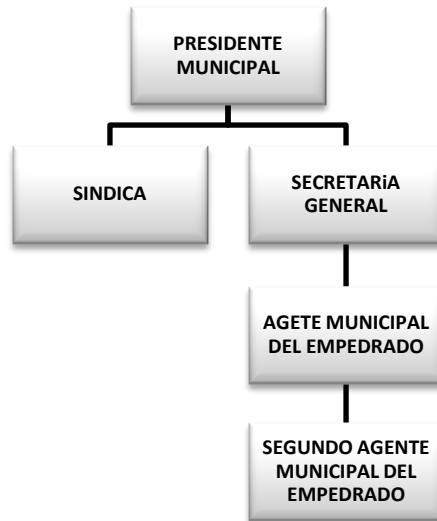 PRESIDENTE
MUNICIPAL
SINDICA
SECRETARiA
GENERAL
AGETE MUNICIPAL
DEL EMPEDRADO
SEGUNDO AGENTE
MUNICIPAL DEL
EMPEDRADO